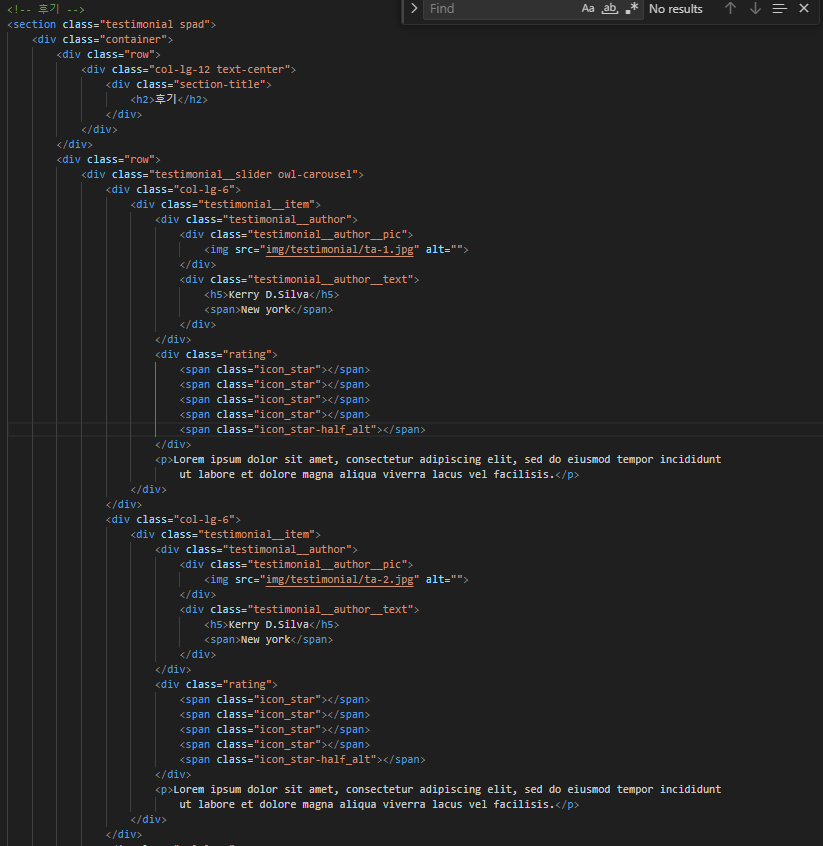 <!-- 후기 -->
Find Aa ab .* No results
<section class="testimonial spad">
<div class="container">
<div class="row">
<div class="col-lg-12 text-center">
<div class="section-title">
<h2>후기</h2>
</div>
</div>
</div>
<div class="row">
<div class="testimonial__slider owl-carousel">
<div class="col-lg-6">
<div class="testimonial__item">
<div class="testimonial__author">
<div class="testimonial__author__pic">
<img src="img/testimonial/ta-1.jpg" alt="">
</div>
<div class="testimonial__author__text">
<h5>Kerry D.Silva</h5>
<span>New york</span>
</div>
</div>
<div class="rating">
<span class="icon_star"></span>
<span class="icon_star"></span>
<span class="icon_star"></span>
<span class="icon_star"></span>
<span class="icon_star-half_alt"></span>
</div>
<p>Lorem ipsum dolor sit amet, consectetur adipiscing elit, sed do eiusmod tempor incididunt
ut labore et dolore magna aliqua viverra lacus vel facilisis.</p>
</div>
</div>
<div class="col-lg-6">
<div class="testimonial__item">
<div class="testimonial__author">
<div class="testimonial__author__pic">
<img src="img/testimonial/ta-2.jpg" alt="">
</div>
<div class="testimonial__author__text">
<h5>Kerry D.Silva</h5>
<span>New york</span>
</div>
</div>
<div class="rating">
<span class="icon_star"></span>
<span class="icon_star"></span>
<span class="icon_star"></span>
<span class="icon_star"></span>
<span class="icon_star-half_alt"></span>
</div>
<p>Lorem ipsum dolor sit amet, consectetur adipiscing elit, sed do eiusmod tempor incididunt
ut labore et dolore magna aliqua viverra lacus vel facilisis.</p>
</div>
</div>